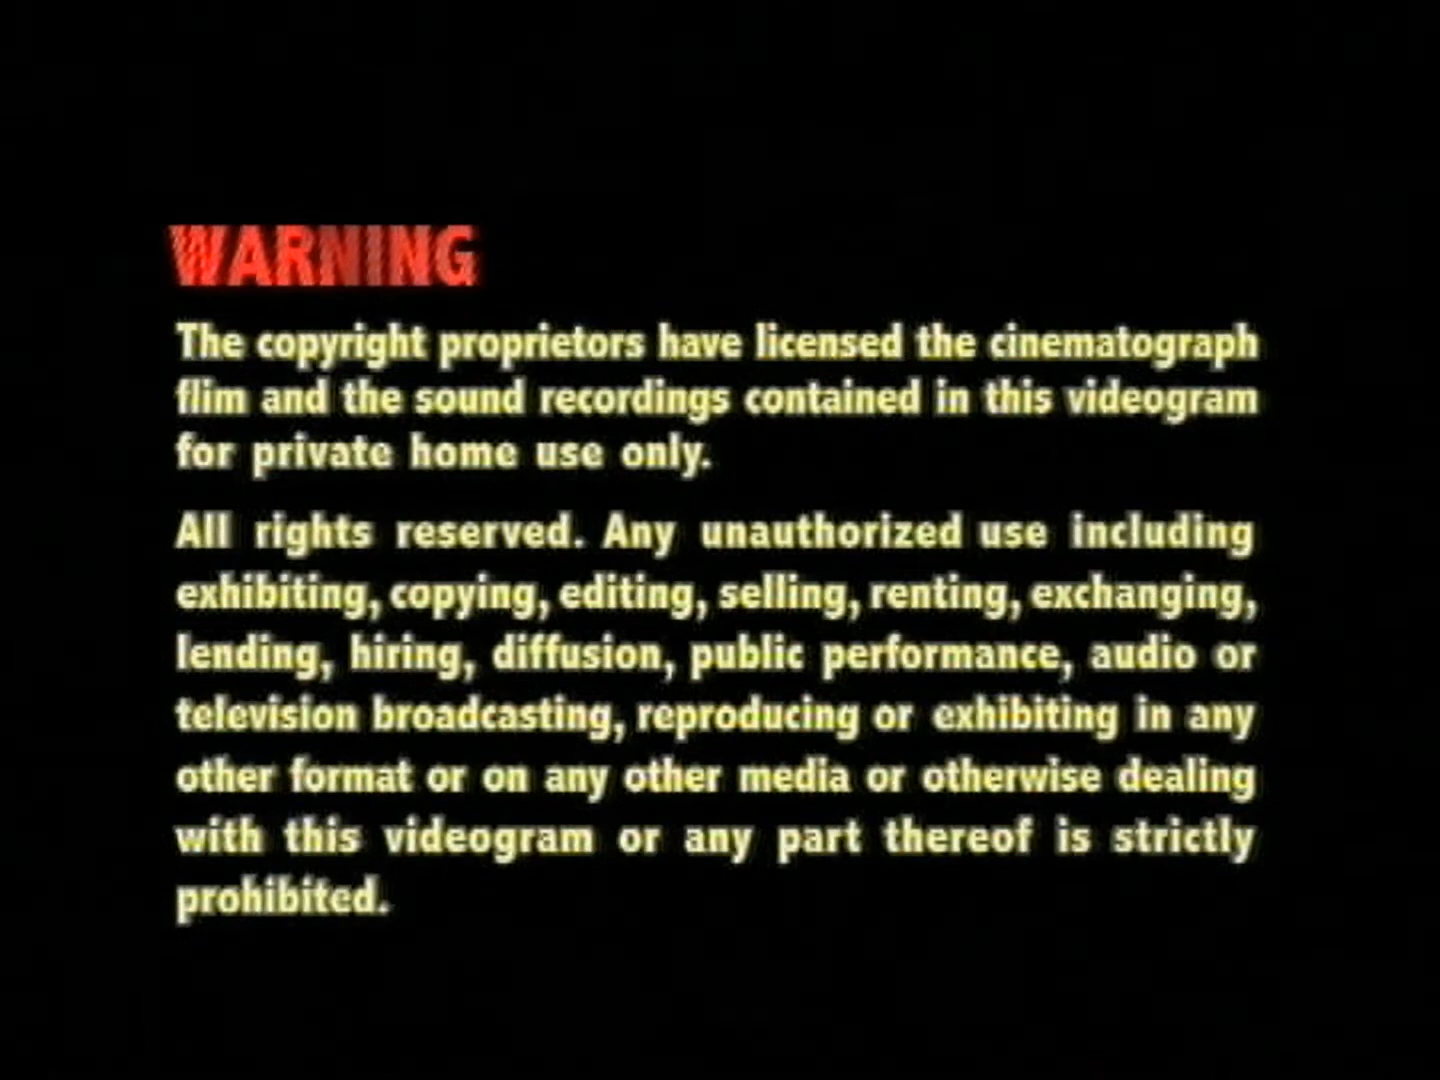 WARNING
The copyright proprietors have licensed the cinematograph
flim and the sound recordings contained in this videogram
for private home use only.
All rights reserved. Any unauthorized use including
exhibiting, copying, editing, selling, renting, exchanging,
lending, hiring, diffusion, public performance, audio or
television broadcasting, reproducing or exhibiting in any
other format or on any other media or otherwise dealing
with this videogram or any part thereof is strictly
prohibited.